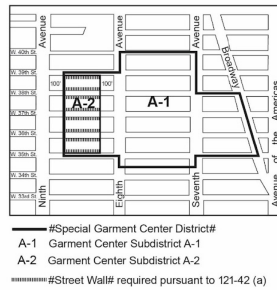 Avenue
Avenue
Avenue
Broadway
W. 40th St.
W. 39th St.
W. 38th St.
W. 37th St.
W. 36th St.
W. 35th St.
W. 34th St.
W. 33rd St.
100'
100'
A-2
A-1
Ninth
Eighth
Seventh
Avenue of the Americas
#Special Garment Center District#
A-1 Garment Center Subdistrict A-1
A-2 Garment Center Subdistrict A-2
#Street Wall# required pursuant to 121-42 (a)